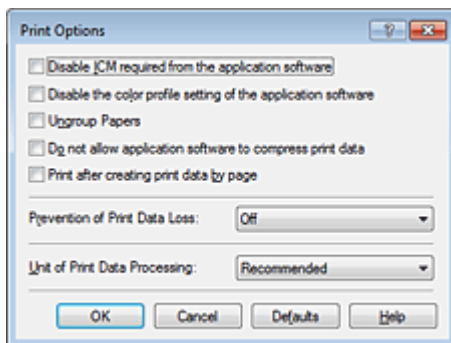 Print Options
Disable ICM required from the application software
Disable the color profile setting of the application software
Ungroup Papers
Do not allow application software to compress print data
Print after creating print data by page
Prevention of Print Data Loss: Off
Unit of Print Data Processing: Recommended
OK Cancel Defaults Help